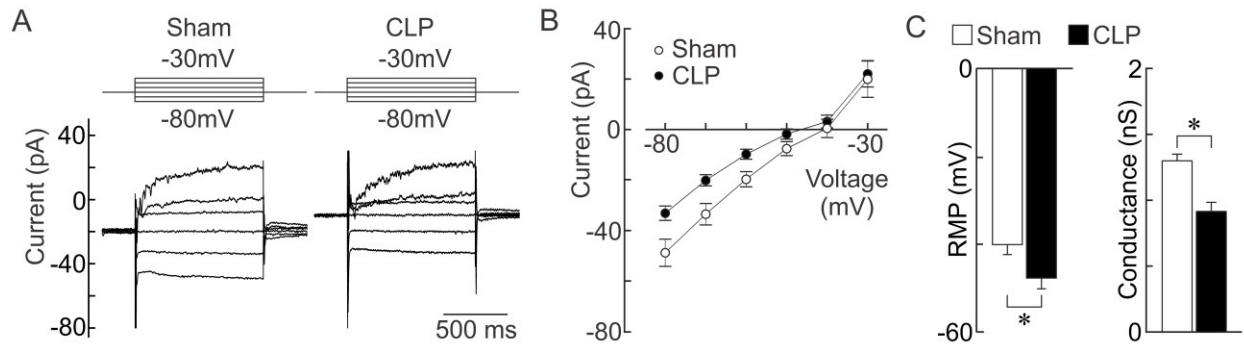 A
Sham
-30mV
-80mV
CLP
-30mV
-80mV
Current (pA)
40
0
-40
-80
500 ms
B
Current (pA)
40
0
-40
-80
Sham
CLP
-80
-30
Voltage
(mV)
C
Sham
CLP
RMP (mV)
0
-60
*
Conductance (nS)
2
0
*